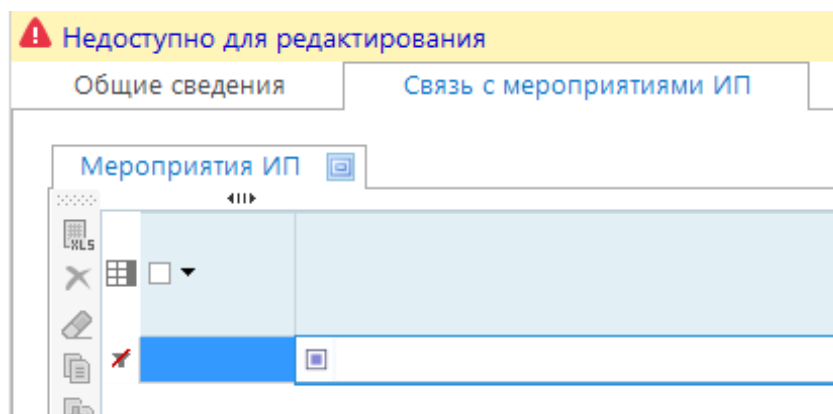 Недоступно для редактирования
Общие сведения
Связь с мероприятиями ИП
Мероприятия ИП
XLS